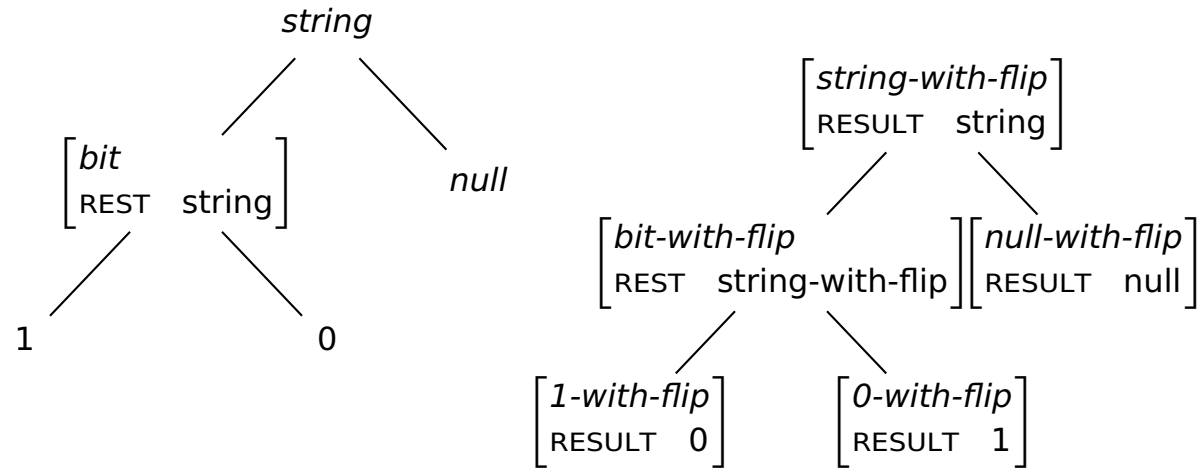 string
bit
REST string
null
1
0
string-with-flip
RESULT string
bit-with-flip
REST string-with-flip
null-with-flip
RESULT null
1-with-flip
RESULT 0
0-with-flip
RESULT 1